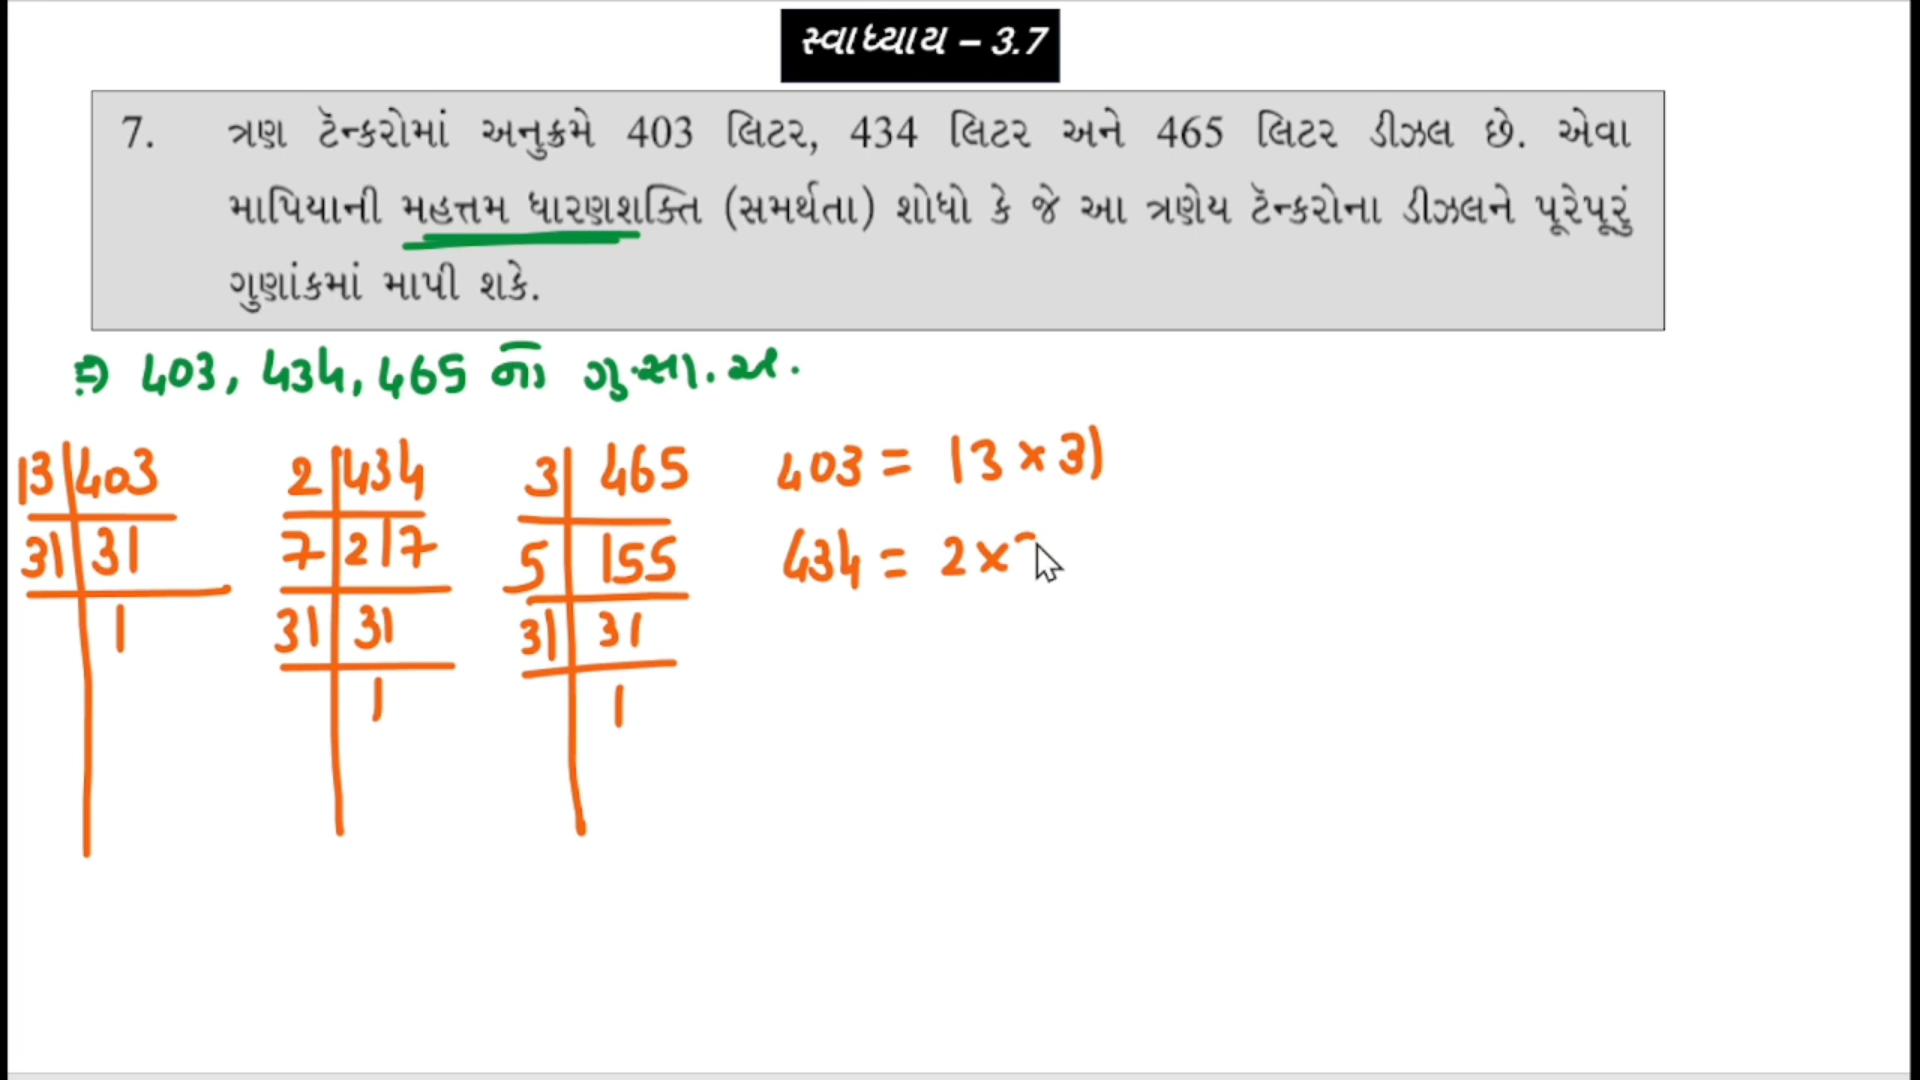 સ્વાધ્યાય – 3.7
7. ત્રણ ટૅન્કરોમાં અનુક્રમે 403 લિટર, 434 લિટર અને 465 લિટર ડીઝલ છે. એવા
માપિયાની મહત્તમ ધારણશક્તિ (સમર્થતા) શોધો કે જે આ ત્રણેય ટૅન્કરોના ડીઝલને પૂરેપૂરું
ગુણાંકમાં માપી શકે.
⇒ 403, 434, 465 નો ગુ.સા.અ.
13 403
31 31
1
2 434
7 217
31 31
1
3 465
5 155
31 31
1
403 = 13 × 31
434 = 2 ×